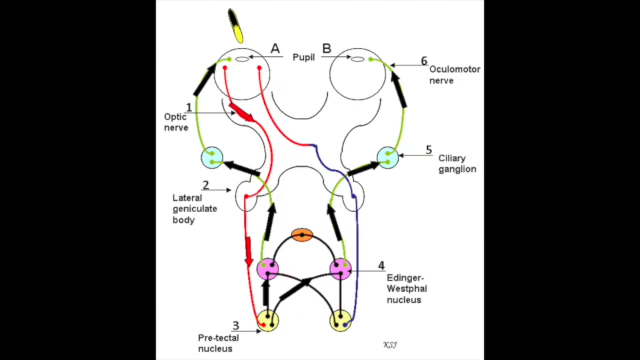 A
Pupil
B
6
Oculomotor
nerve
1
Optic
nerve
5
Ciliary
ganglion
2
Lateral
geniculate
body
4
Edinger-
Westphal
nucleus
3
Pre-tectal
nucleus
KSJ